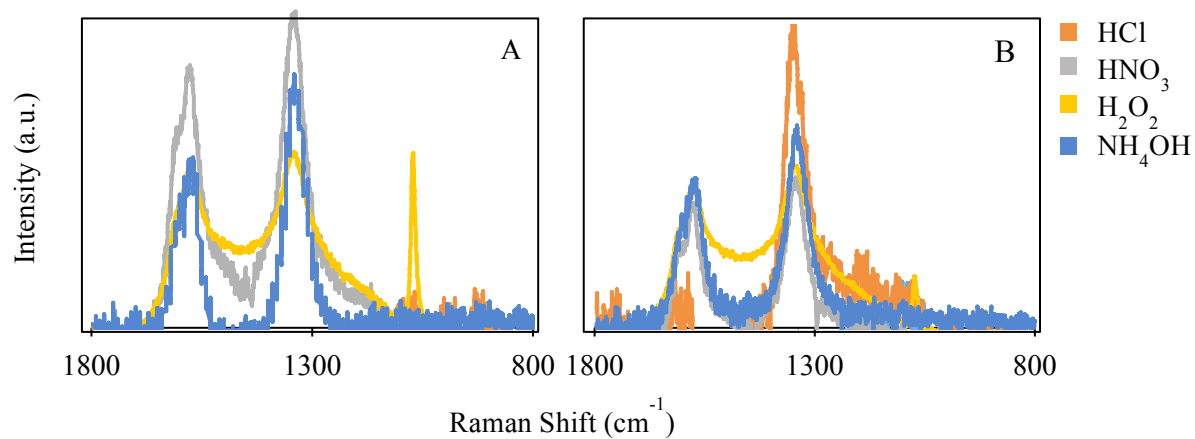 A
B
HCl
HNO₃
H₂O₂
NH₄OH
Intensity (a.u.)
1800 1300 800 1800 1300 800
Raman Shift (cm⁻¹)